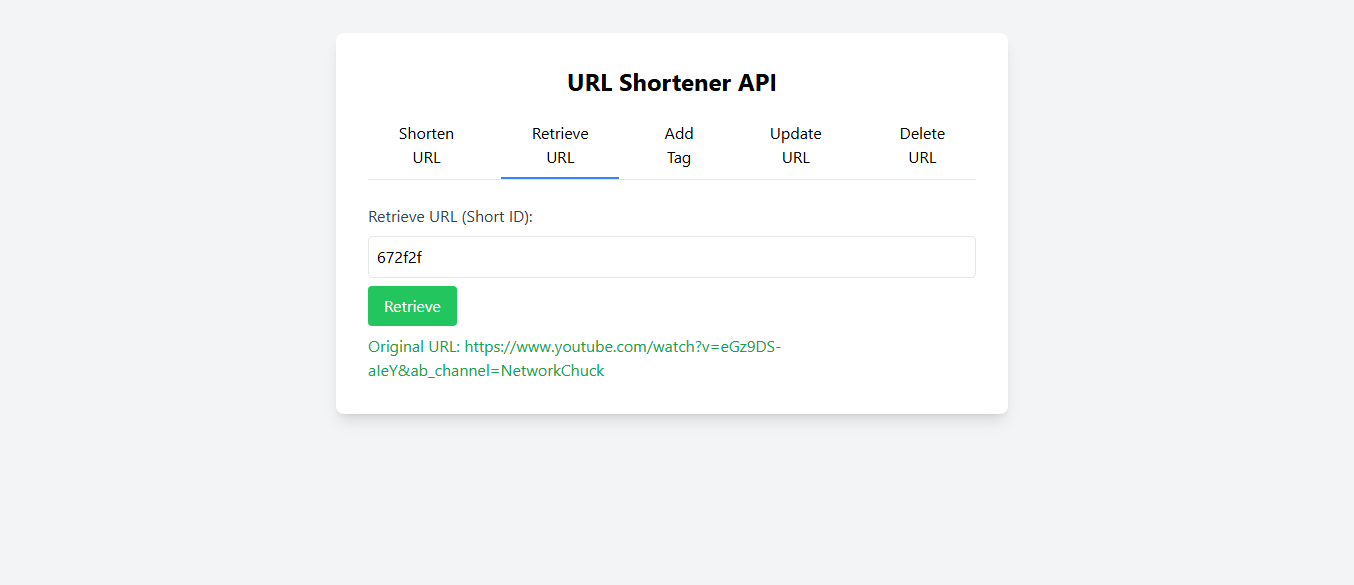 URL Shortener API
Shorten URL
Retrieve URL
Add Tag
Update URL
Delete URL
Retrieve URL (Short ID):
672f2f
Retrieve
Original URL: https://www.youtube.com/watch?v=eGz9DS-
aIeY&ab_channel=NetworkChuck